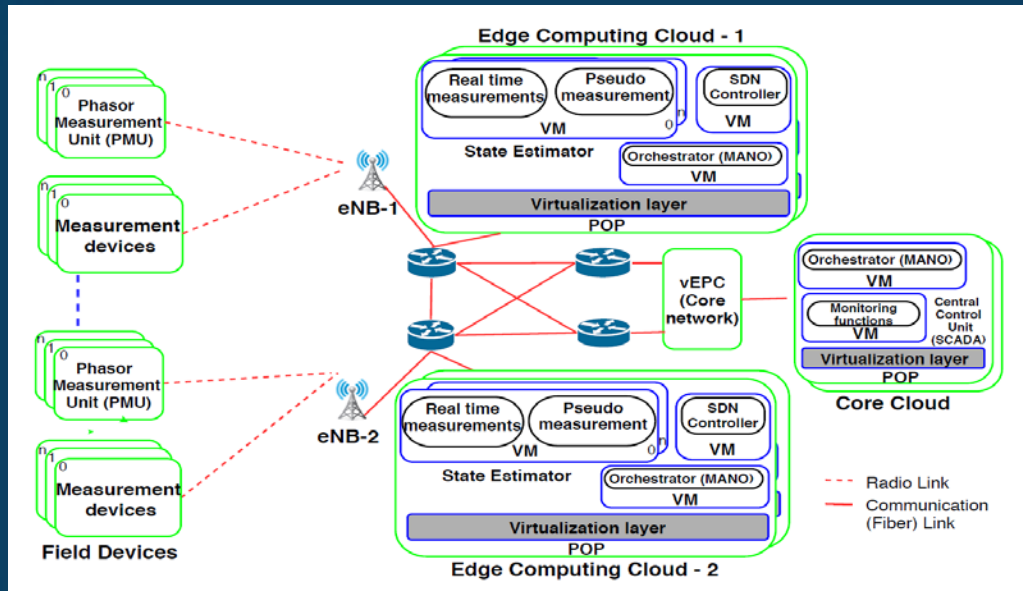 Edge Computing Cloud - 1
n
1
0
Phasor
Measurement
Unit (PMU)
n
1
0
Measurement
devices
eNB-1
Real time
measurements
Pseudo
measurement
n
0
VM
State Estimator
SDN
Controller
VM
Orchestrator (MANO)
VM
Virtualization layer
POP
vEPC
(Core
network)
Orchestrator (MANO)
VM
Monitoring
functions
VM
Central
Control
Unit
(SCADA)
Virtualization layer
POP
Core Cloud
n
1
0
Phasor
Measurement
Unit (PMU)
n
1
0
Measurement
devices
Field Devices
eNB-2
Real time
measurements
Pseudo
measurement
n
0
VM
State Estimator
SDN
Controller
VM
Orchestrator (MANO)
VM
Virtualization layer
POP
Edge Computing Cloud - 2
Radio Link
Communication
(Fiber) Link